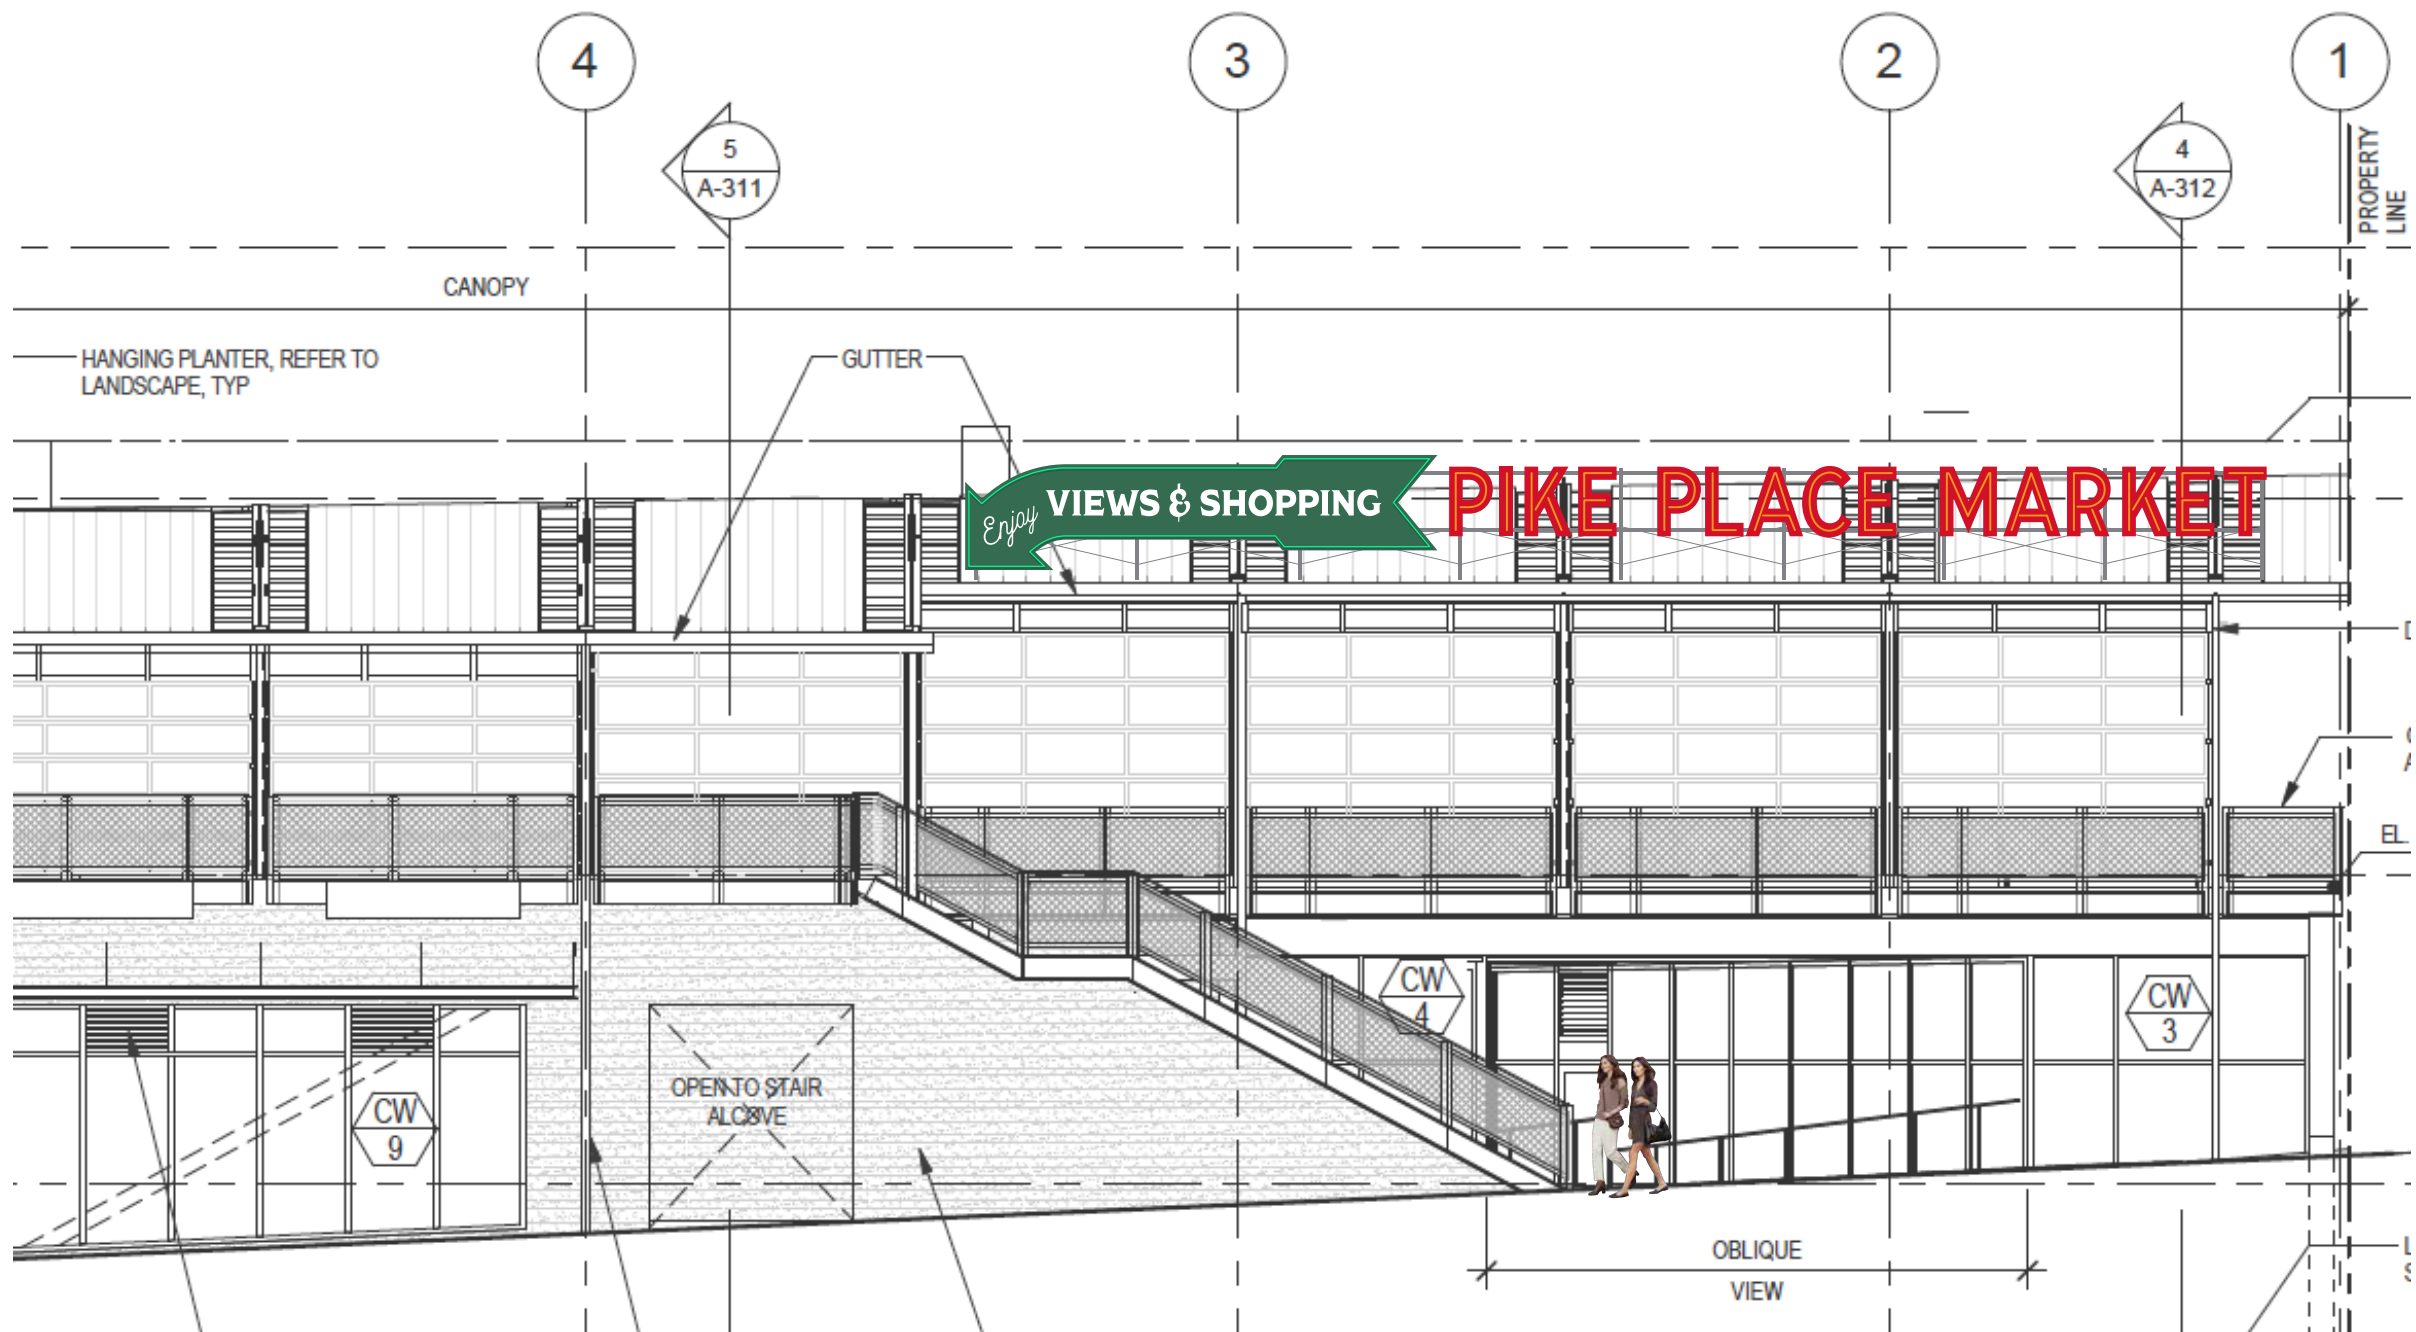 4
3
2
1
5
A-311
4
A-312
PROPERTY
LINE
CANOPY
HANGING PLANTER, REFER TO
LANDSCAPE, TYP
GUTTER
Enjoy VIEWS & SHOPPING
PIKE PLACE MARKET
EL.
CW
4
CW
3
OPEN TO STAIR
ALCOVE
CW
9
OBLIQUE
VIEW